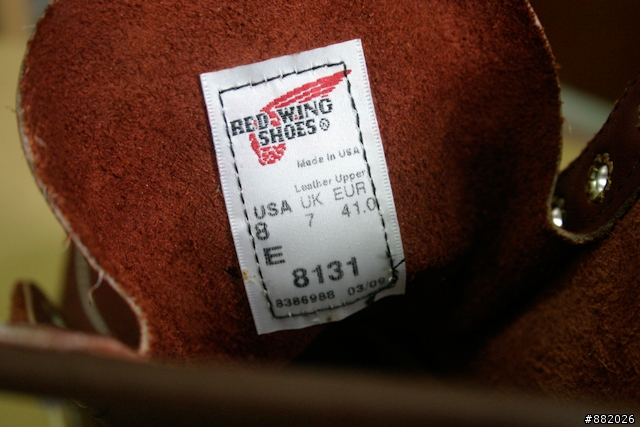 RED WING
SHOES®
Made in USA
Leather Upper
USA UK EUR
8 7 41.0
E
8131
8386988 03/09
#882026